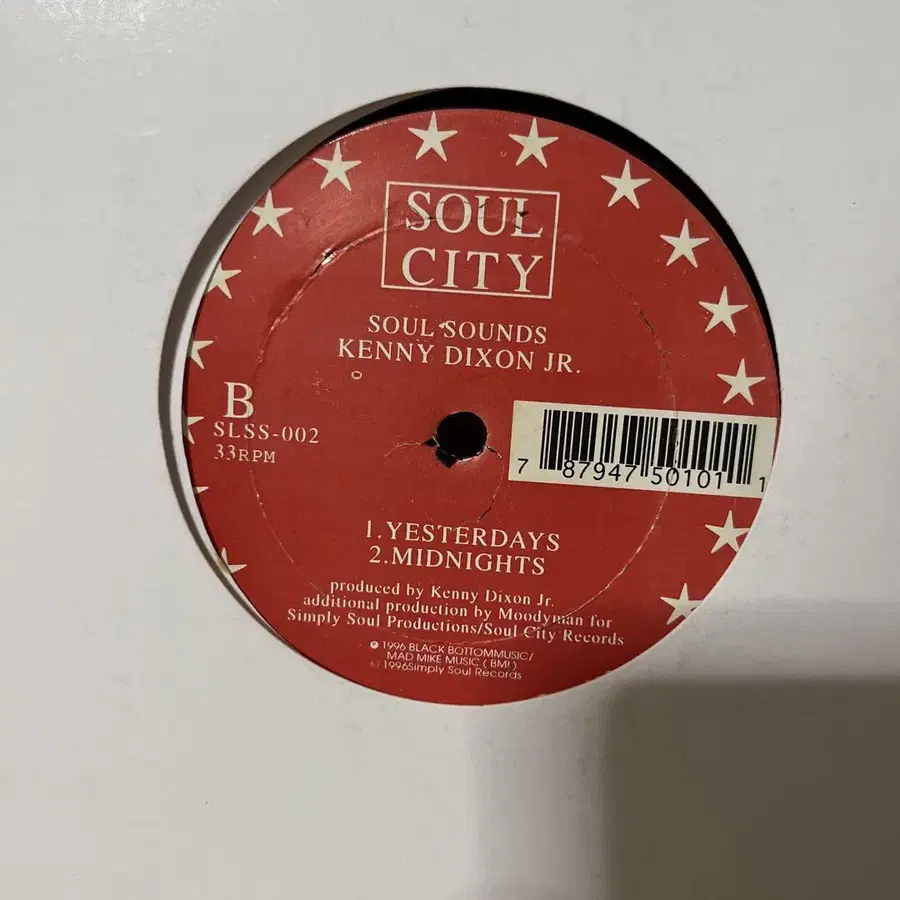 SOUL
CITY
SOUL SOUNDS
KENNY DIXON JR.
B
SLSS-002
33RPM
7 87947 50101 1
1.YESTERDAYS
2.MIDNIGHTS
produced by Kenny Dixon Jr.
additional production by Moodyman for
Simply Soul Productions/Soul City Records
℗ 1996 BLACK BOTTOMMUSIC/
MAD MIKE MUSIC ( BMI )
© 1996Simply Soul Records